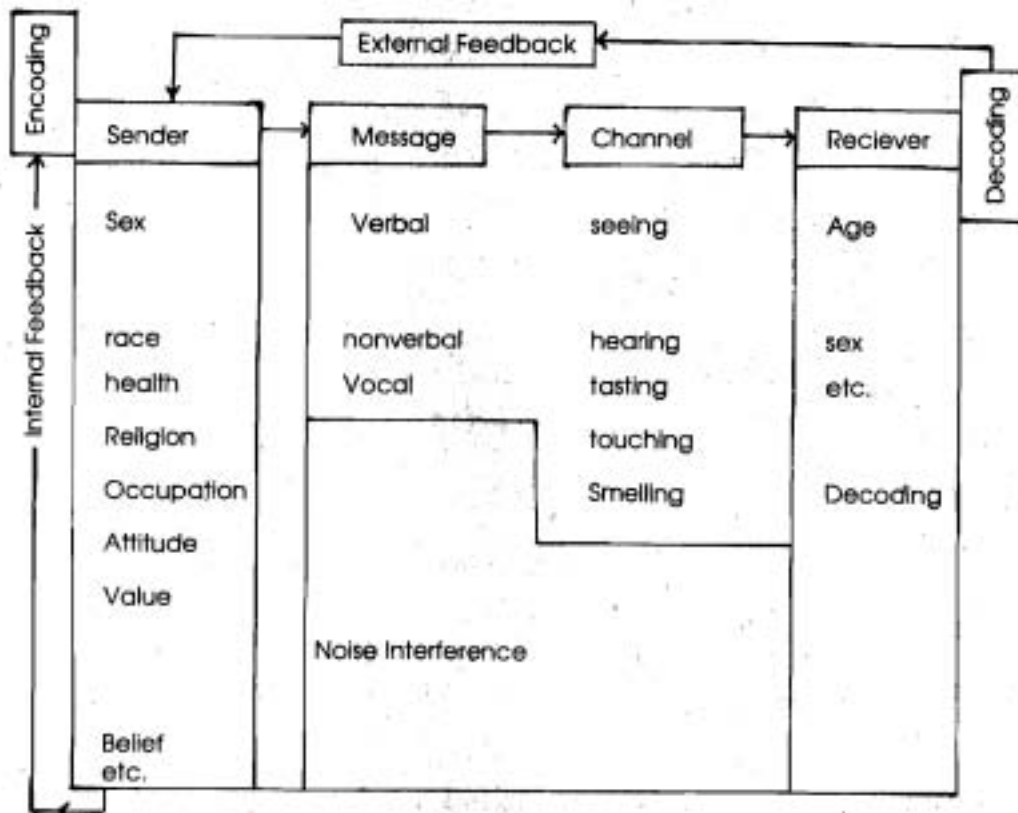 External Feedback
Encoding
Decoding
Internal Feedback
Sender
Message
Channel
Reciever
Sex
Verbal
seeing
Age
race
nonverbal
hearing
sex
health
Vocal
tasting
etc.
Religion
touching
Occupation
Smelling
Decoding
Attitude
Value
Noise Interference
Belief
etc.